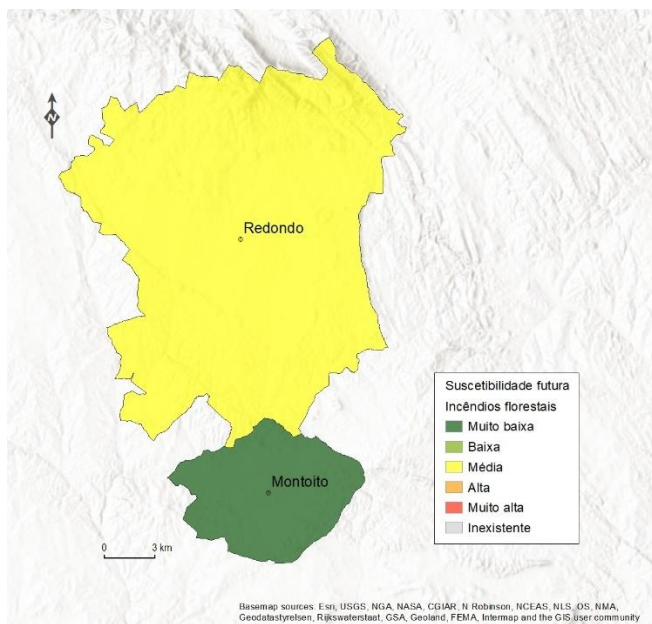 N
Redondo
Suscetibilidade futura
Incêndios florestais
Muito baixa
Baixa
Média
Alta
Muito alta
Inexistente
Montoito
0 3 km
Basemap sources: Esri, USGS, NGA, NASA, CGIAR, N Robinson, NCEAS, NLS, OS, NMA,
Geodatastyrelsen, Rijkswaterstaat, GSA, Geoland, FEMA, Intermap and the GIS user community